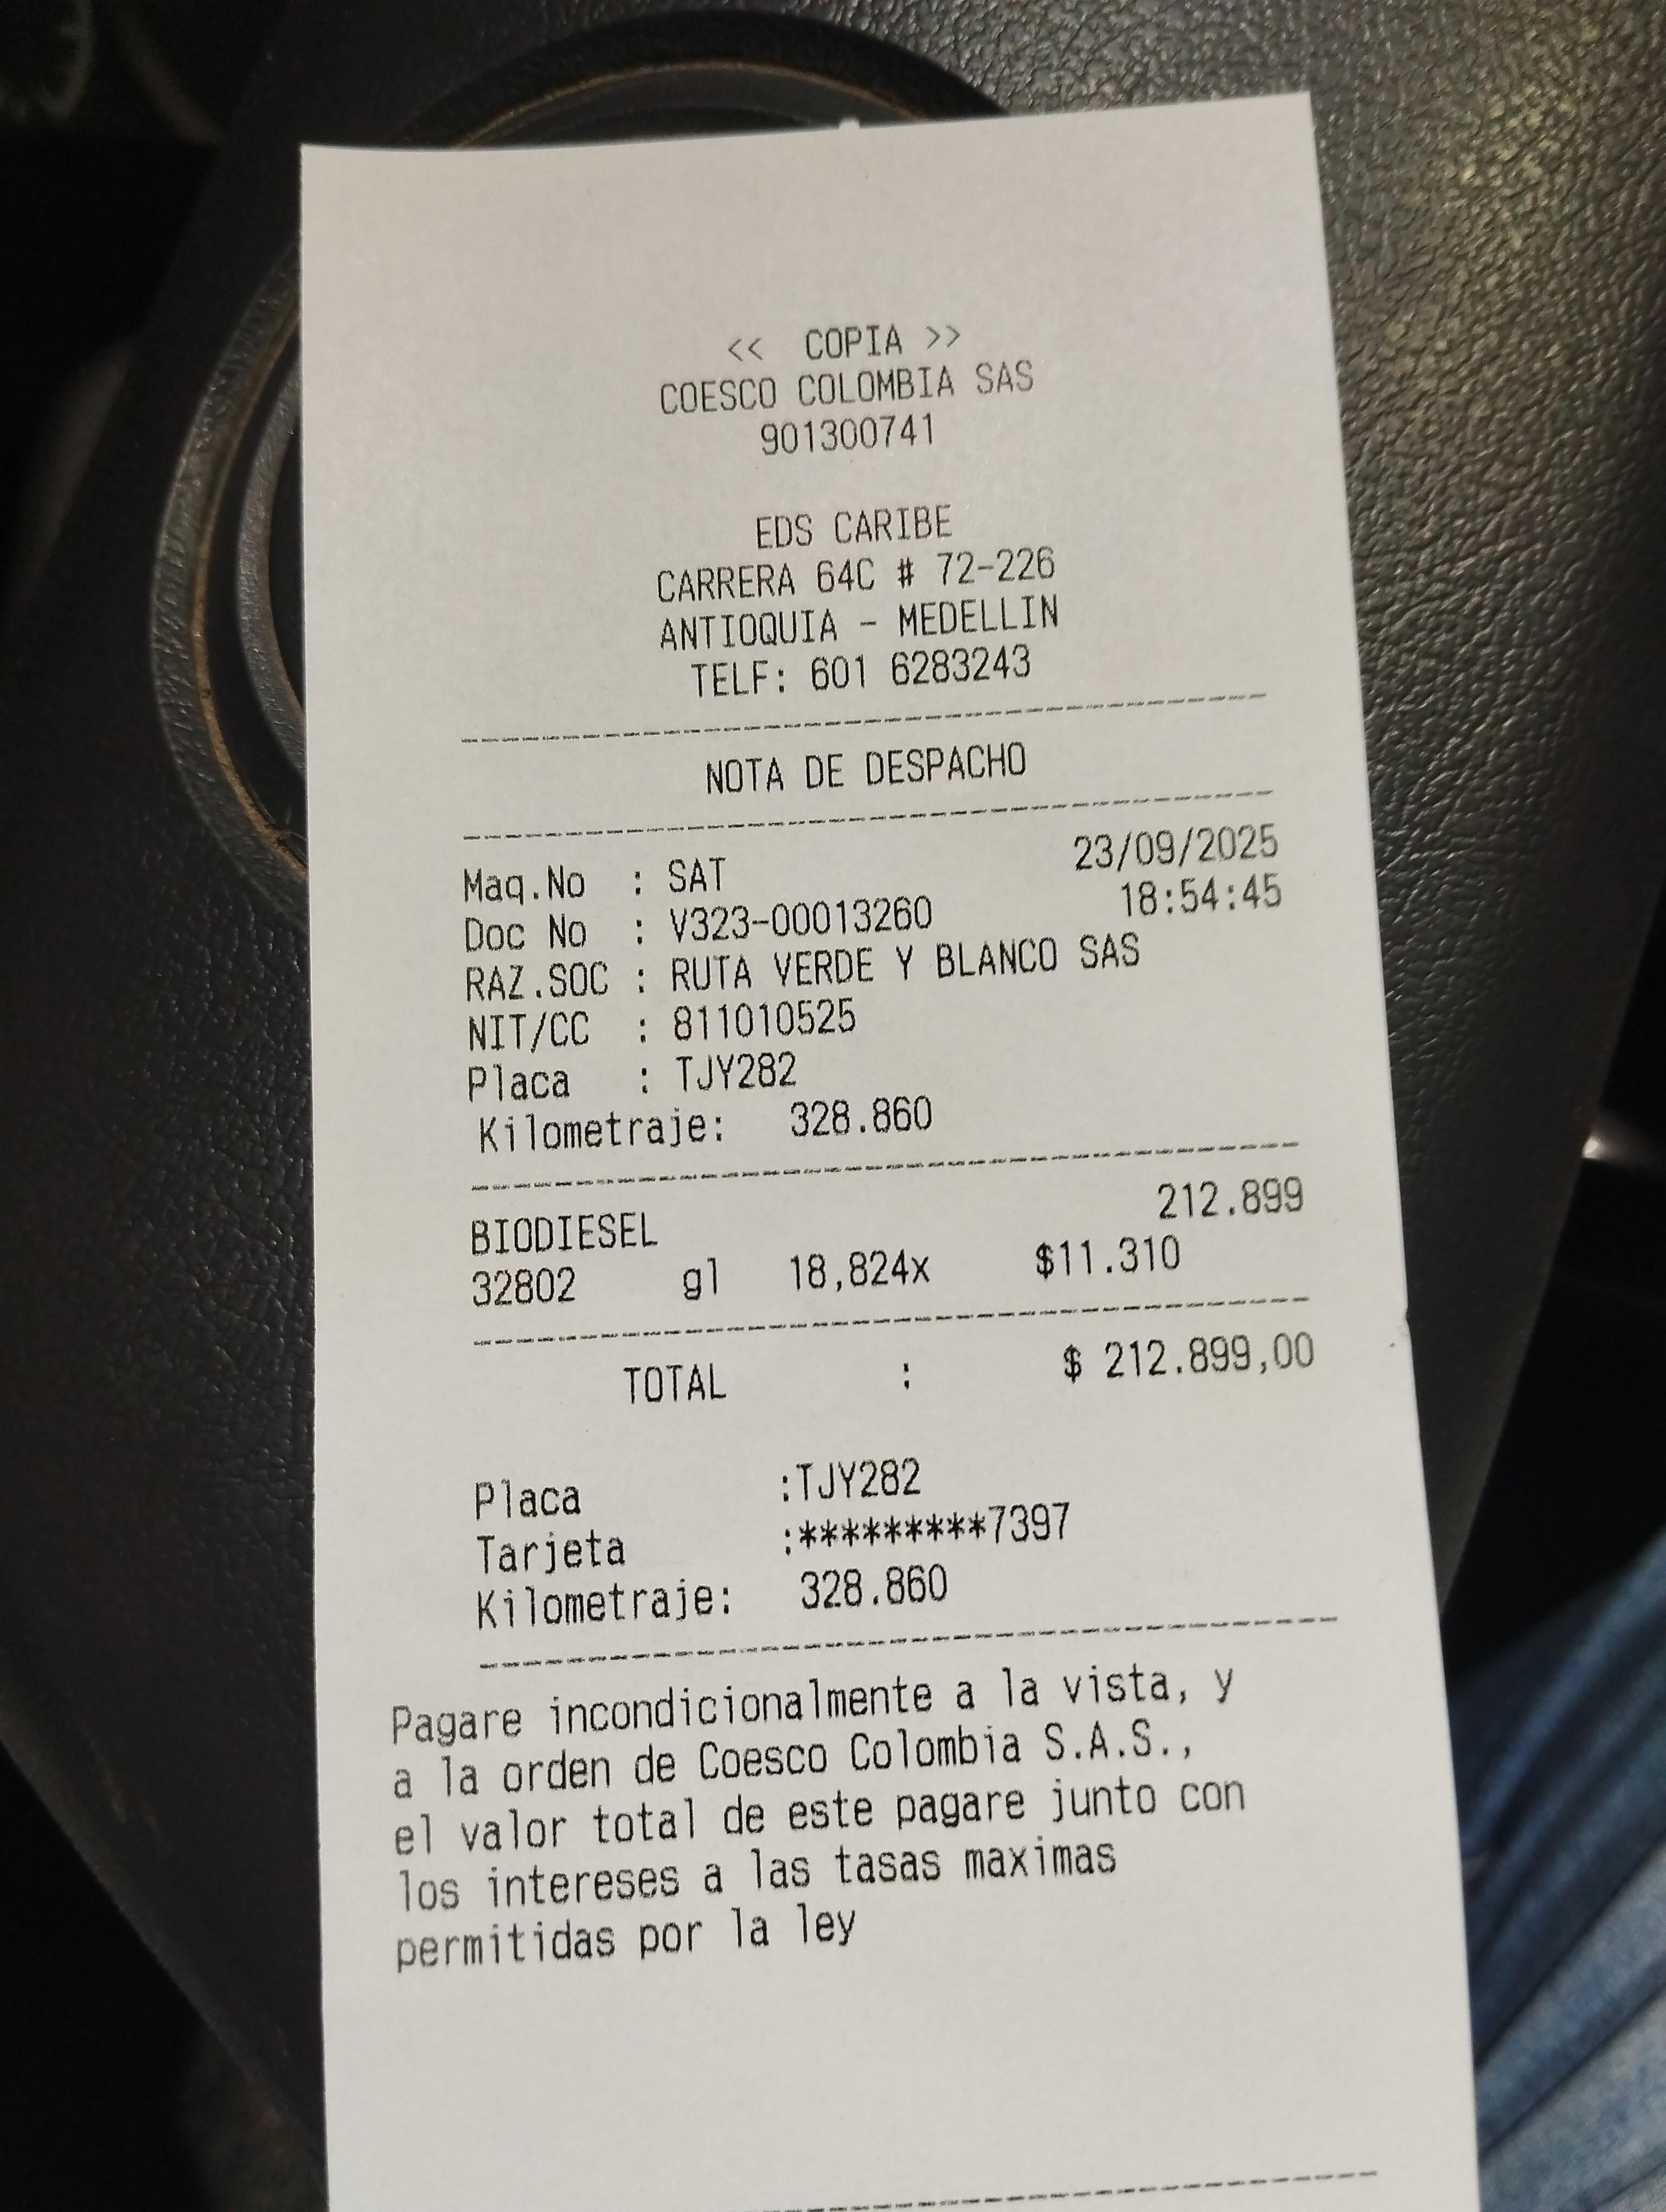 << COPIA >>
COESCO COLOMBIA SAS
901300741
EDS CARIBE
CARRERA 64C # 72-226
ANTIOQUIA - MEDELLIN
TELF: 601 6283243
NOTA DE DESPACHO
Maq.No : SAT 23/09/2025
Doc No : V323-00013260 18:54:45
RAZ.SOC : RUTA VERDE Y BLANCO SAS
NIT/CC : 811010525
Placa : TJY282
Kilometraje: 328.860
BIODIESEL 212.899
32802 gl 18,824x $11.310
TOTAL : $ 212.899,00
Placa :TJY282
Tarjeta :*********7397
Kilometraje: 328.860
Pagare incondicionalmente a la vista, y
a la orden de Coesco Colombia S.A.S.,
el valor total de este pagare junto con
los intereses a las tasas maximas
permitidas por la ley